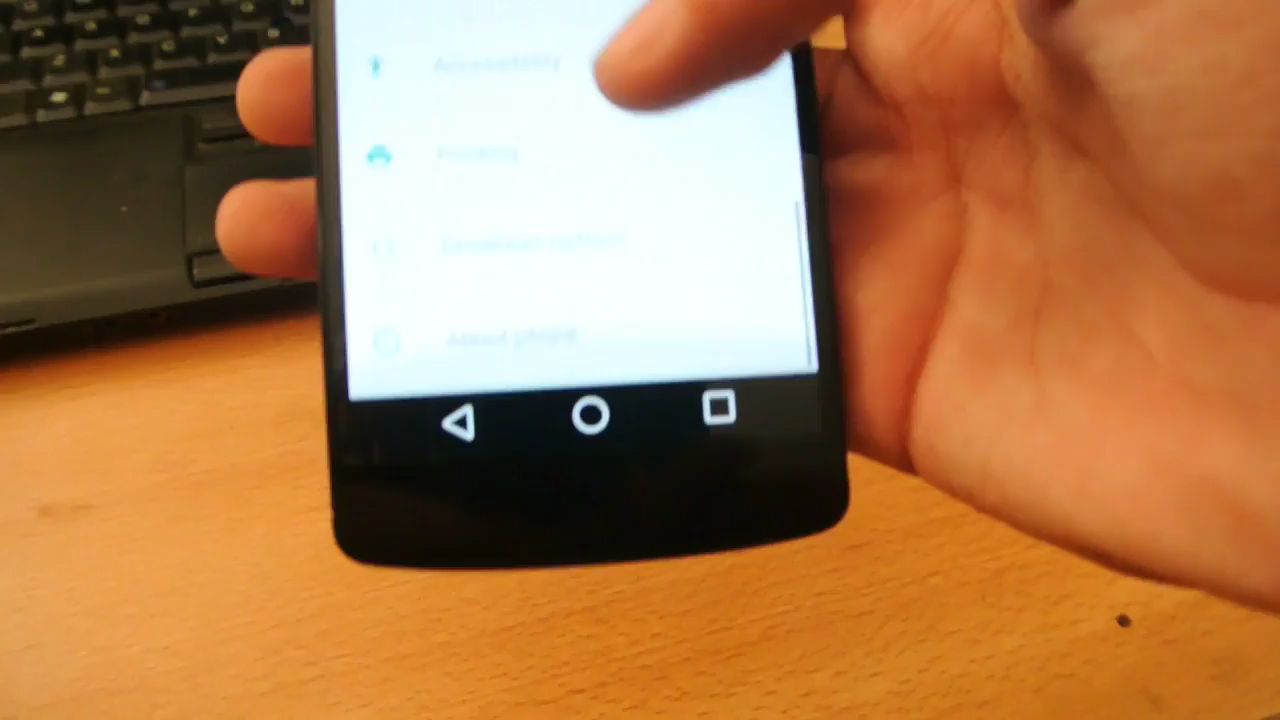 Accessibility
Printing
Developer options
About phone